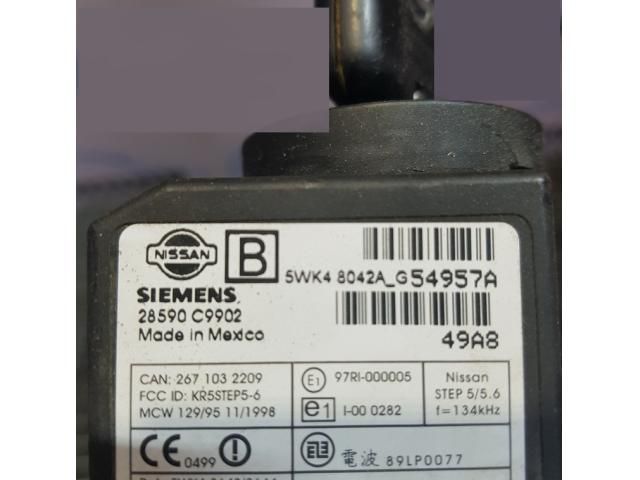 NISSAN
B
5WK4 8042A_G54957A
SIEMENS
28590 C9902
Made in Mexico
49A8
CAN: 267 103 2209
FCC ID: KR5STEP5-6
MCW 129/95 11/1998
E1 97RI-000005
e1 I-00 0282
Nissan
STEP 5/5.6
f=134kHz
CE 0499 !
電波 89LP0077